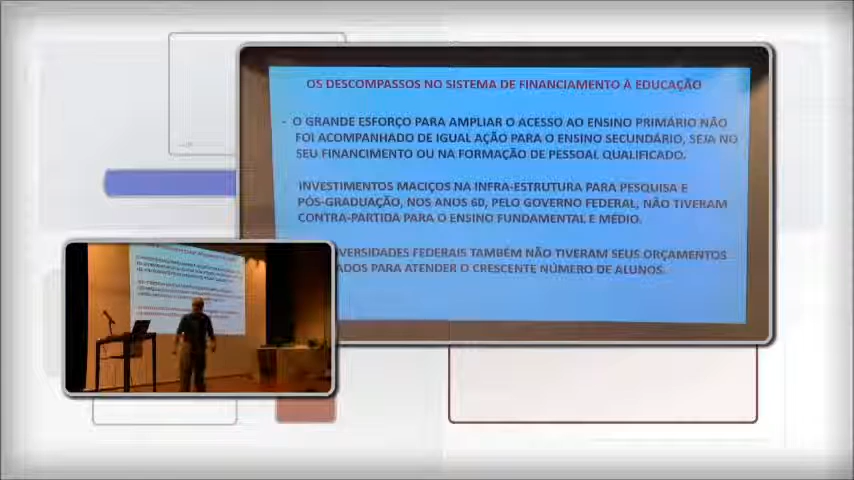 OS DESCOMPASSOS NO SISTEMA DE FINANCIAMENTO À EDUCAÇÃO
- O GRANDE ESFORÇO PARA AMPLIAR O ACESSO AO ENSINO PRIMÁRIO NÃO
FOI ACOMPANHADO DE IGUAL AÇÃO PARA O ENSINO SECUNDÁRIO, SEJA NO
SEU FINANCIMENTO OU NA FORMAÇÃO DE PESSOAL QUALIFICADO.
INVESTIMENTOS MACIÇOS NA INFRA-ESTRUTURA PARA PESQUISA E
PÓS-GRADUAÇÃO, NOS ANOS 60, PELO GOVERNO FEDERAL, NÃO TIVERAM
CONTRA-PARTIDA PARA O ENSINO FUNDAMENTAL E MÉDIO.
VERSIDADES FEDERAIS TAMBÉM NÃO TIVERAM SEUS ORÇAMENTOS
ADOS PARA ATENDER O CRESCENTE NÚMERO DE ALUNOS.